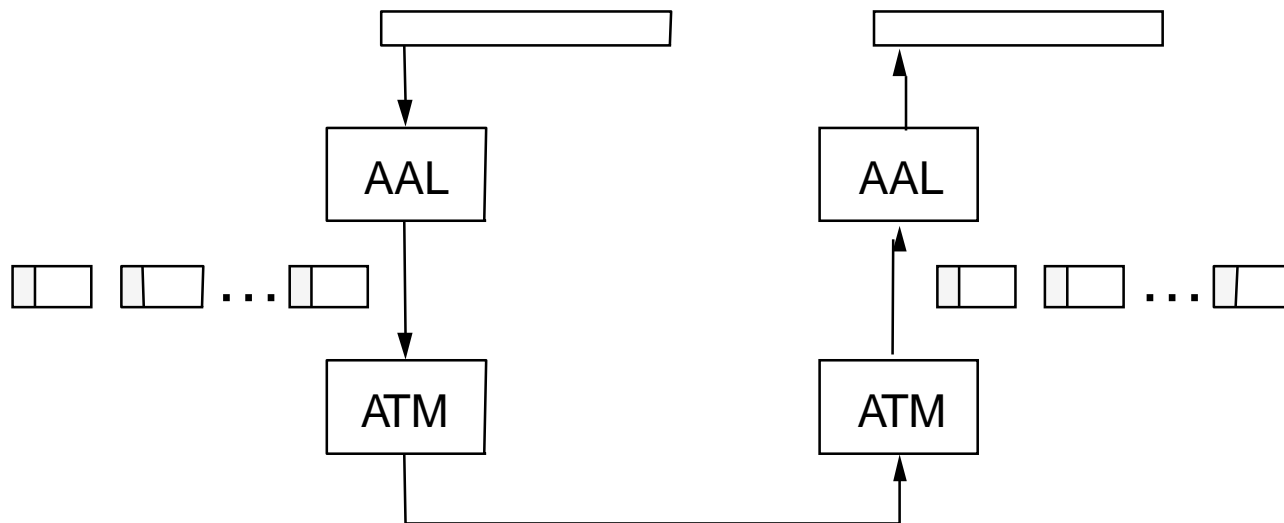 AAL
AAL
. . .
. . .
ATM
ATM